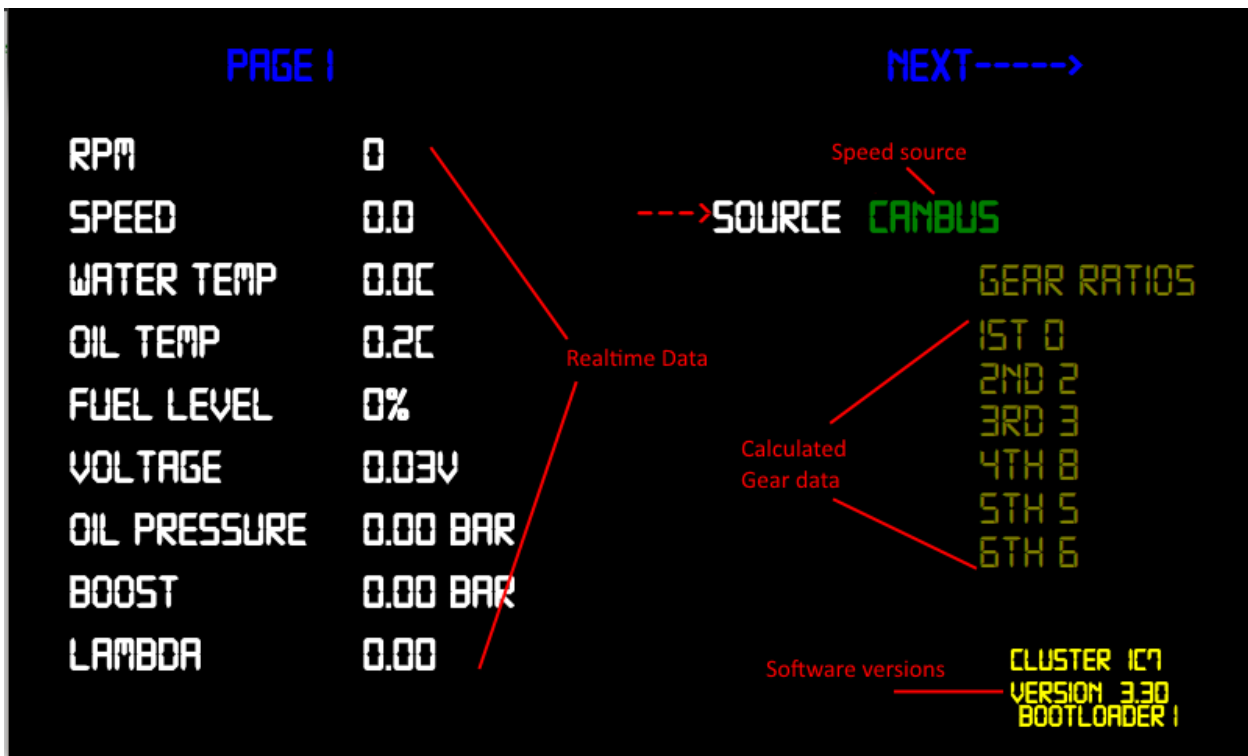 PAGE 1
NEXT----->
RPM 0
Speed source
SPEED 0.0
--->SOURCE CANBUS
WATER TEMP 0.0C
GEAR RATIOS
OIL TEMP 0.2C
1ST 0
Realtime Data
2ND 2
FUEL LEVEL 0%
3RD 3
VOLTAGE 0.03V
Calculated
Gear data
4TH 8
5TH 5
OIL PRESSURE 0.00 BAR
6TH 6
BOOST 0.00 BAR
LAMBDA 0.00
Software versions
CLUSTER IC7
VERSION 3.30
BOOTLOADER 1